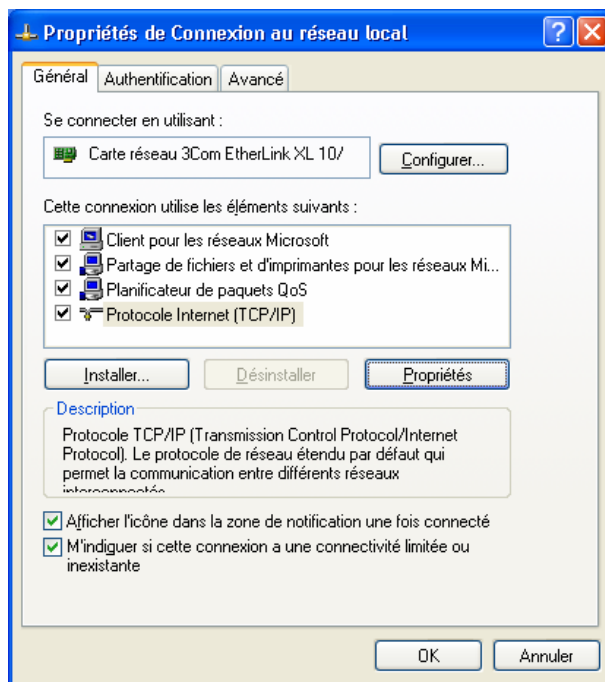 Propriétés de Connexion au réseau local
Général
Authentification
Avancé
Se connecter en utilisant :
Carte réseau 3Com EtherLink XL 10/
Configurer...
Cette connexion utilise les éléments suivants :
Client pour les réseaux Microsoft
Partage de fichiers et d'imprimantes pour les réseaux Mi...
Planificateur de paquets QoS
Protocole Internet (TCP/IP)
Installer...
Désinstaller
Propriétés
Description
Protocole TCP/IP (Transmission Control Protocol/Internet
Protocol). Le protocole de réseau étendu par défaut qui
permet la communication entre différents réseaux
interconnectés.
Afficher l'icône dans la zone de notification une fois connecté
M'indiquer si cette connexion a une connectivité limitée ou
inexistante
OK
Annuler